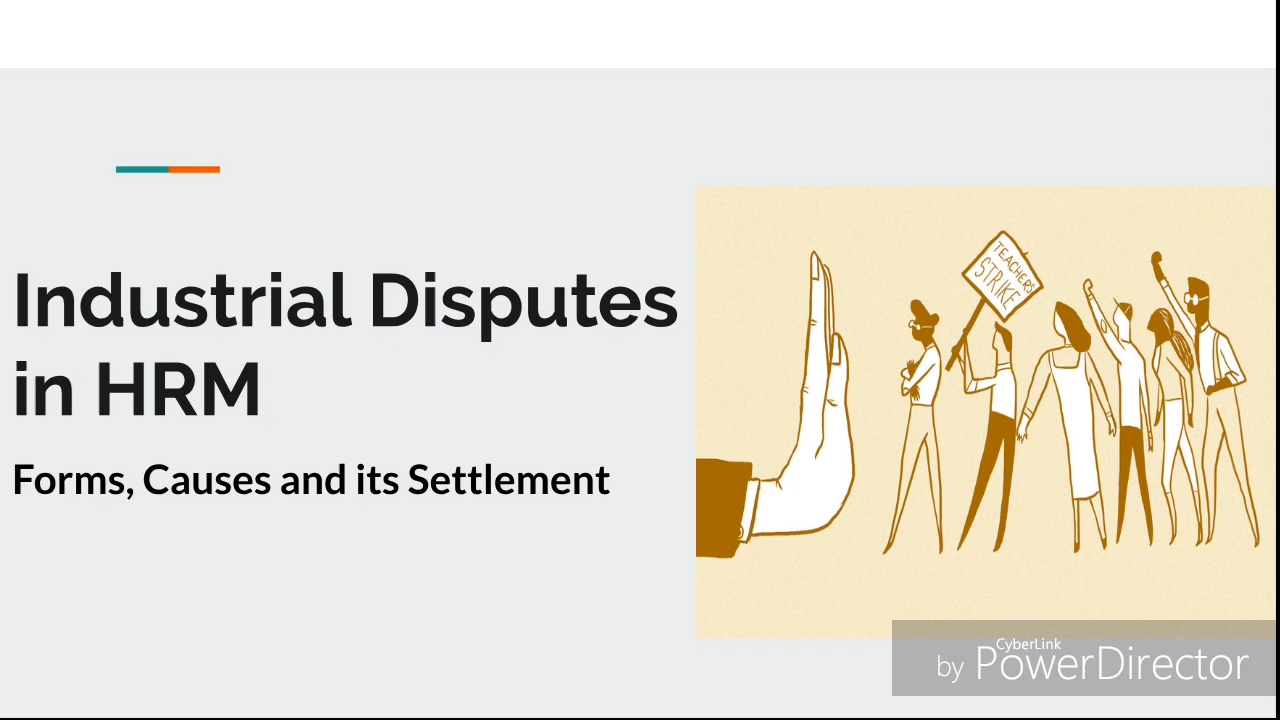 Industrial Disputes
in HRM
Forms, Causes and its Settlement
TEACHERS
STRIKE
CyberLink
by PowerDirector